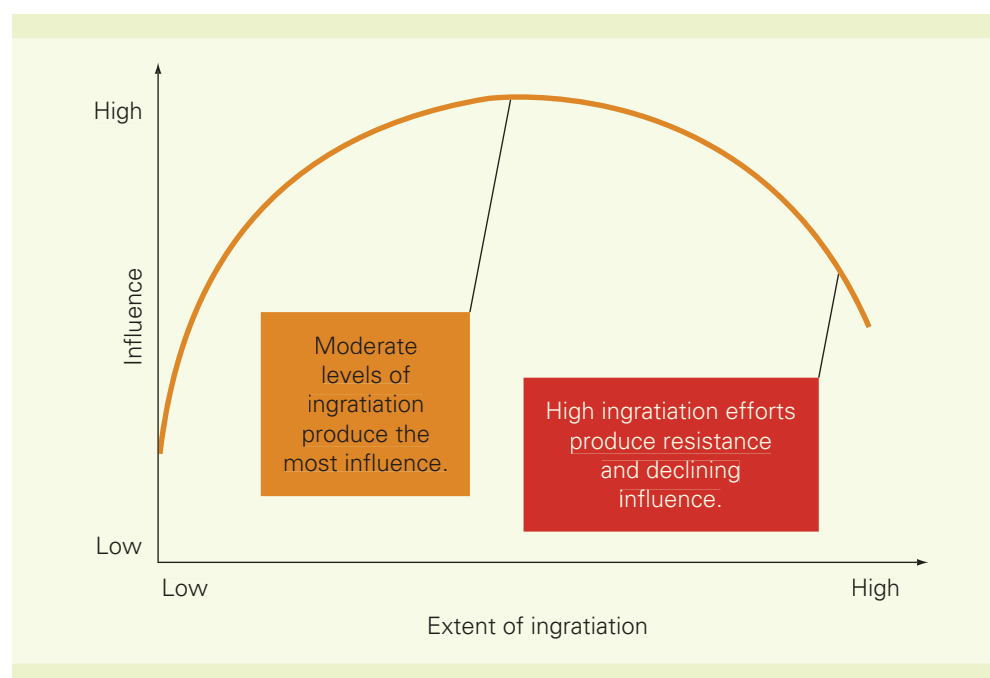 High
Influence
Moderate
levels of
ingratiation
produce the
most influence.
High ingratiation efforts
produce resistance
and declining
influence.
Low
Low
High
Extent of ingratiation